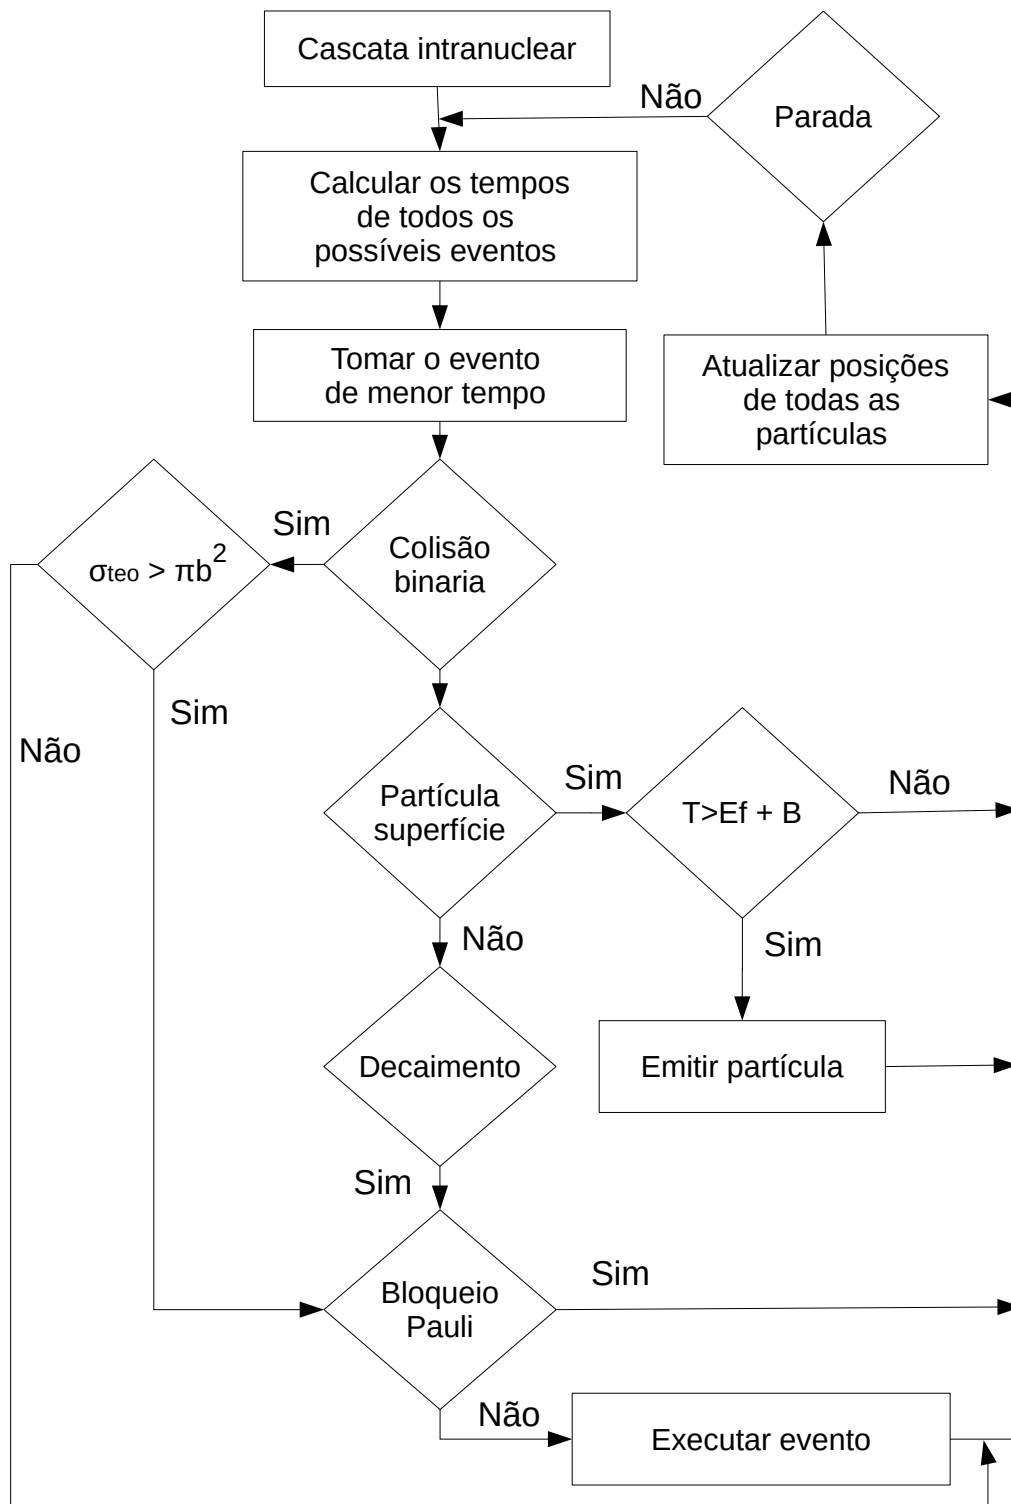 Cascata intranuclear
Não
Parada
Calcular os tempos
de todos os
possíveis eventos
Tomar o evento
de menor tempo
Atualizar posições
de todas as
partículas
Sim
σteo > πb²
Colisão
binaria
Sim
Não
Partícula
superfície
Sim
T>Ef + B
Não
Não
Sim
Decaimento
Emitir partícula
Sim
Bloqueio
Pauli
Sim
Não
Executar evento